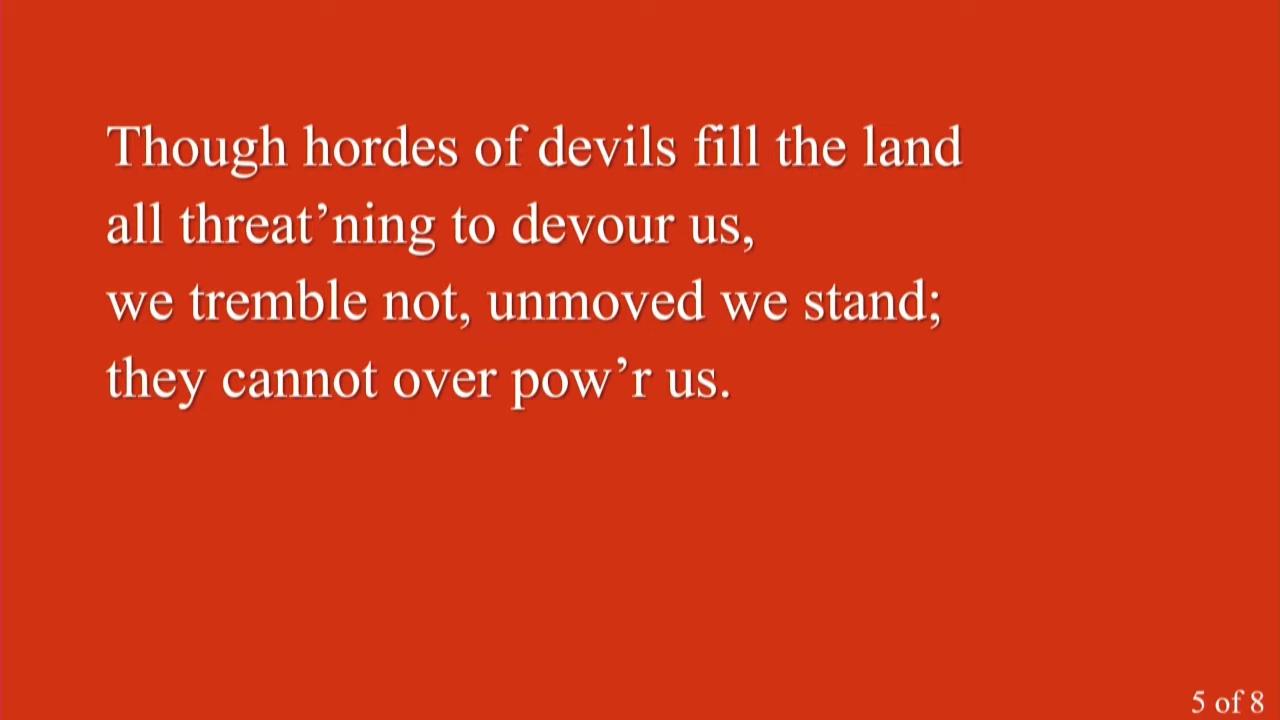 Though hordes of devils fill the land
all threat’ning to devour us,
we tremble not, unmoved we stand;
they cannot over pow’r us.
5 of 8